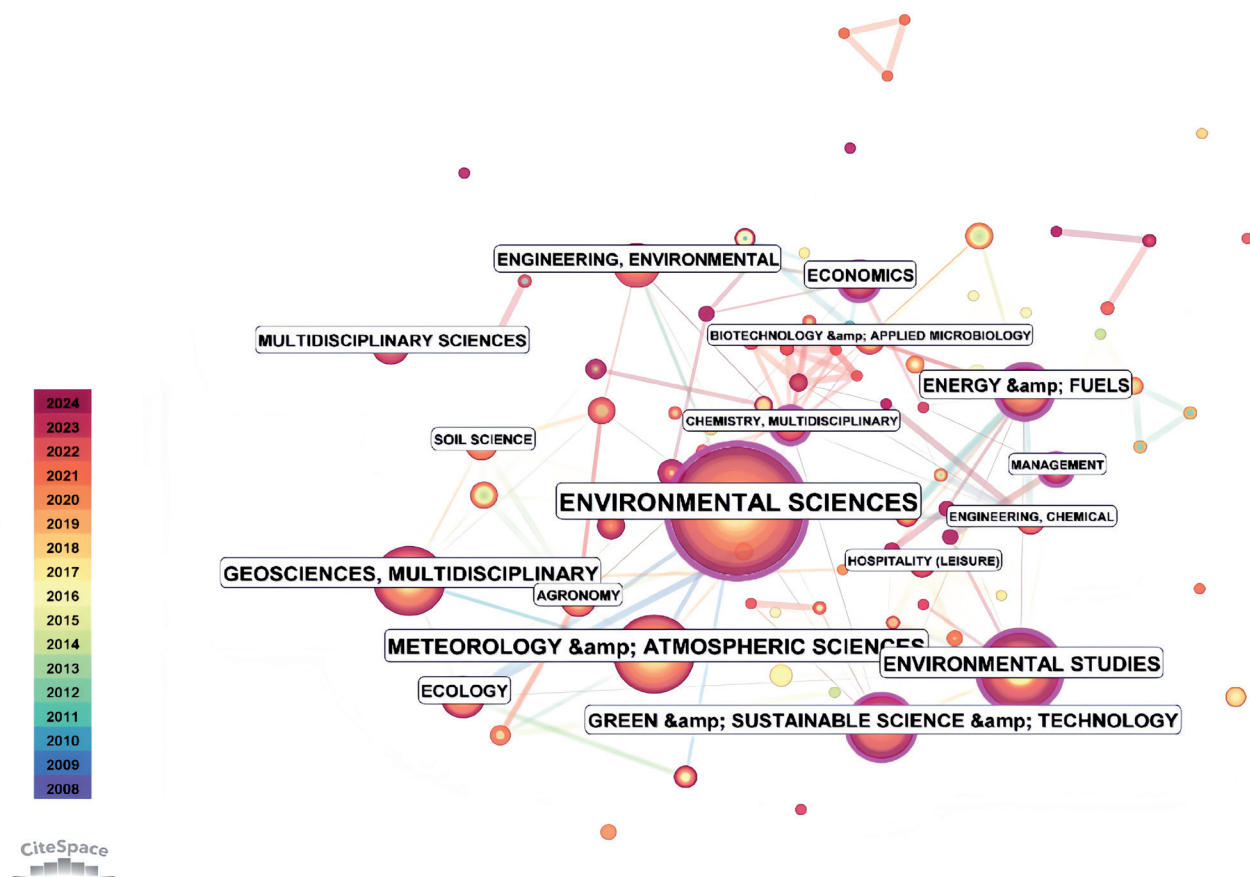 ENGINEERING, ENVIRONMENTAL
ECONOMICS
MULTIDISCIPLINARY SCIENCES
BIOTECHNOLOGY &amp; APPLIED MICROBIOLOGY
ENERGY &amp; FUELS
CHEMISTRY, MULTIDISCIPLINARY
SOIL SCIENCE
MANAGEMENT
ENVIRONMENTAL SCIENCES
ENGINEERING, CHEMICAL
HOSPITALITY (LEISURE)
GEOSCIENCES, MULTIDISCIPLINARY
AGRONOMY
METEOROLOGY &amp; ATMOSPHERIC SCIENCES
ENVIRONMENTAL STUDIES
ECOLOGY
GREEN &amp; SUSTAINABLE SCIENCE &amp; TECHNOLOGY
2024
2023
2022
2021
2020
2019
2018
2017
2016
2015
2014
2013
2012
2011
2010
2009
2008
CiteSpace